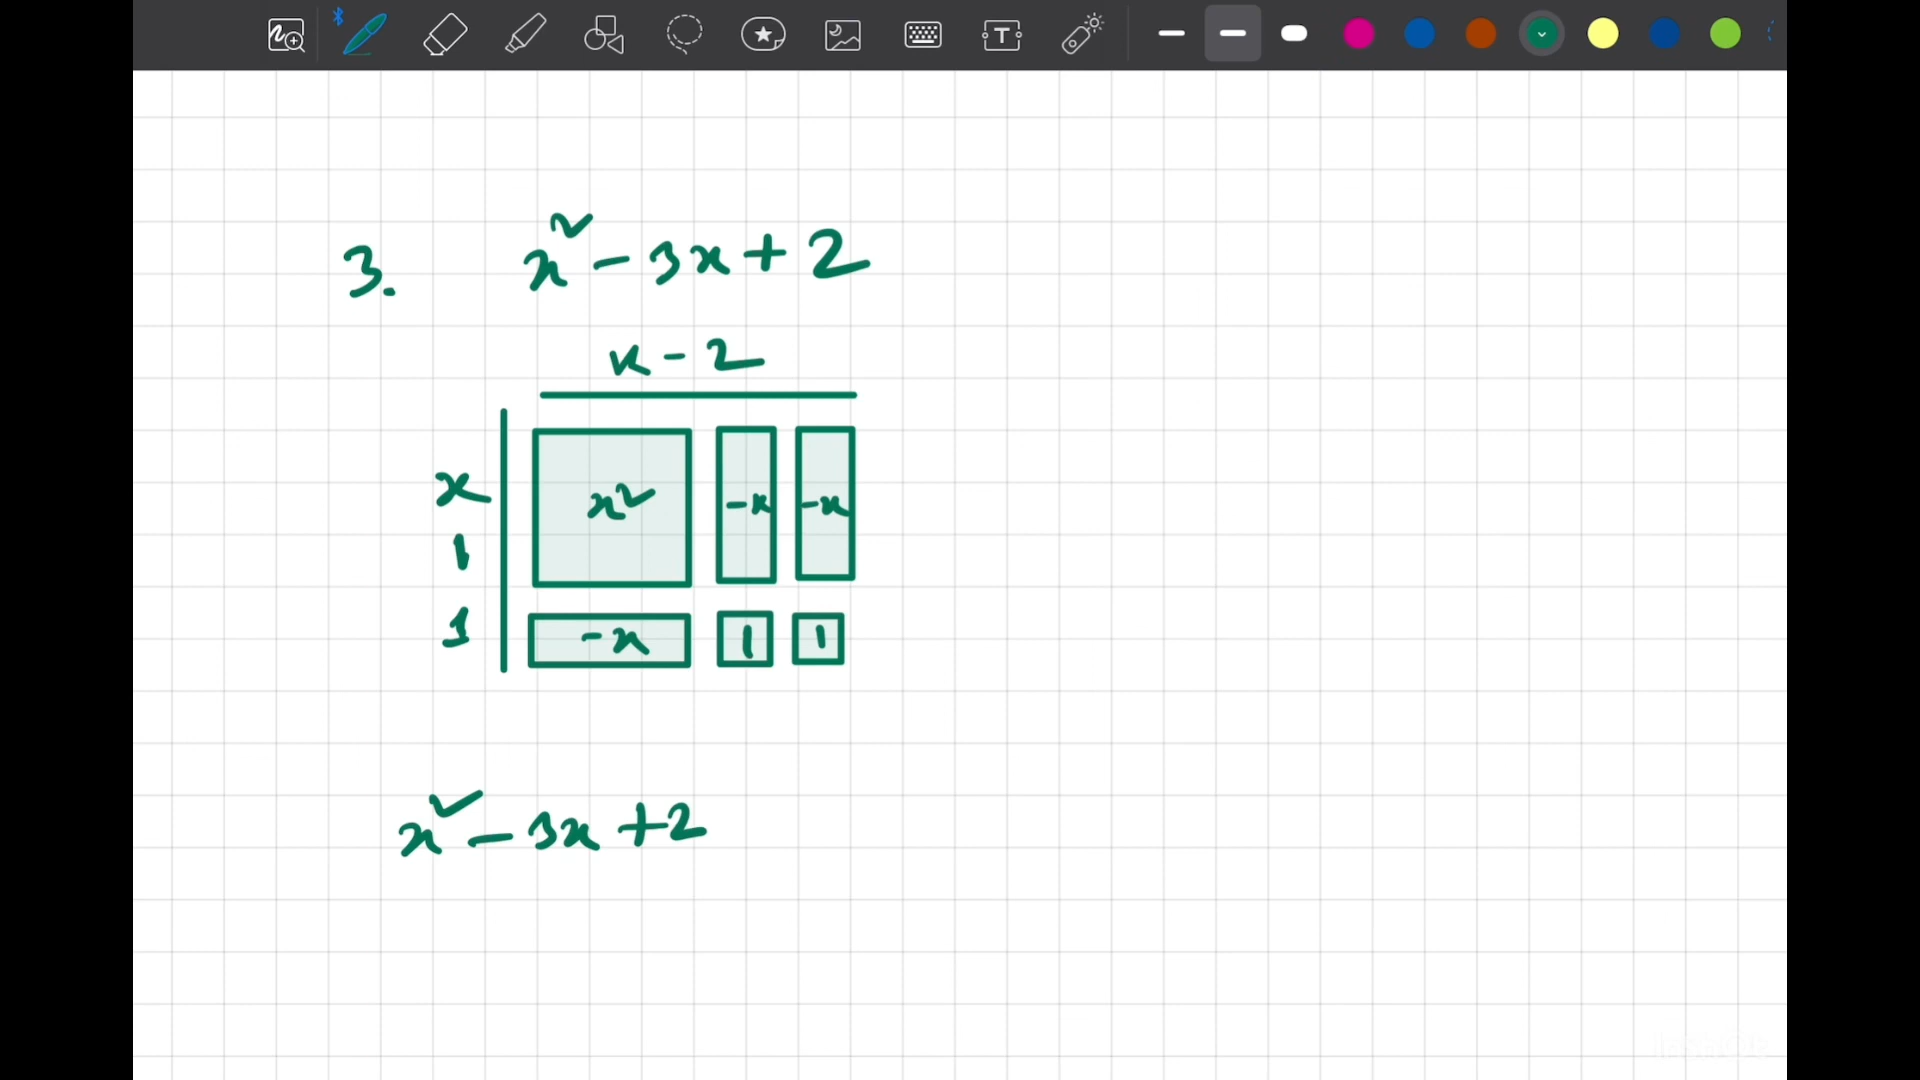 3. x² - 3x + 2
x - 2
x
x² -x -x
1
1
-x 1 1
x² - 3x + 2